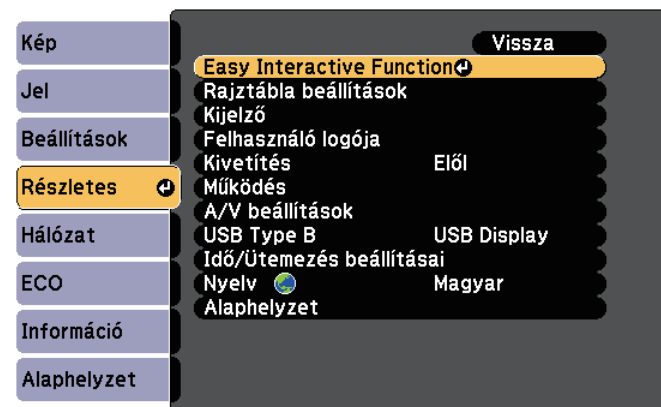 Kép
Jel
Beállítások
Részletes
Hálózat
ECO
Információ
Alaphelyzet
Vissza
Easy Interactive Function
Rajztábla beállítások
Kijelző
Felhasználó logója
Kivetítés Elől
Működés
A/V beállítások
USB Type B USB Display
Idő/Ütemezés beállításai
Nyelv Magyar
Alaphelyzet